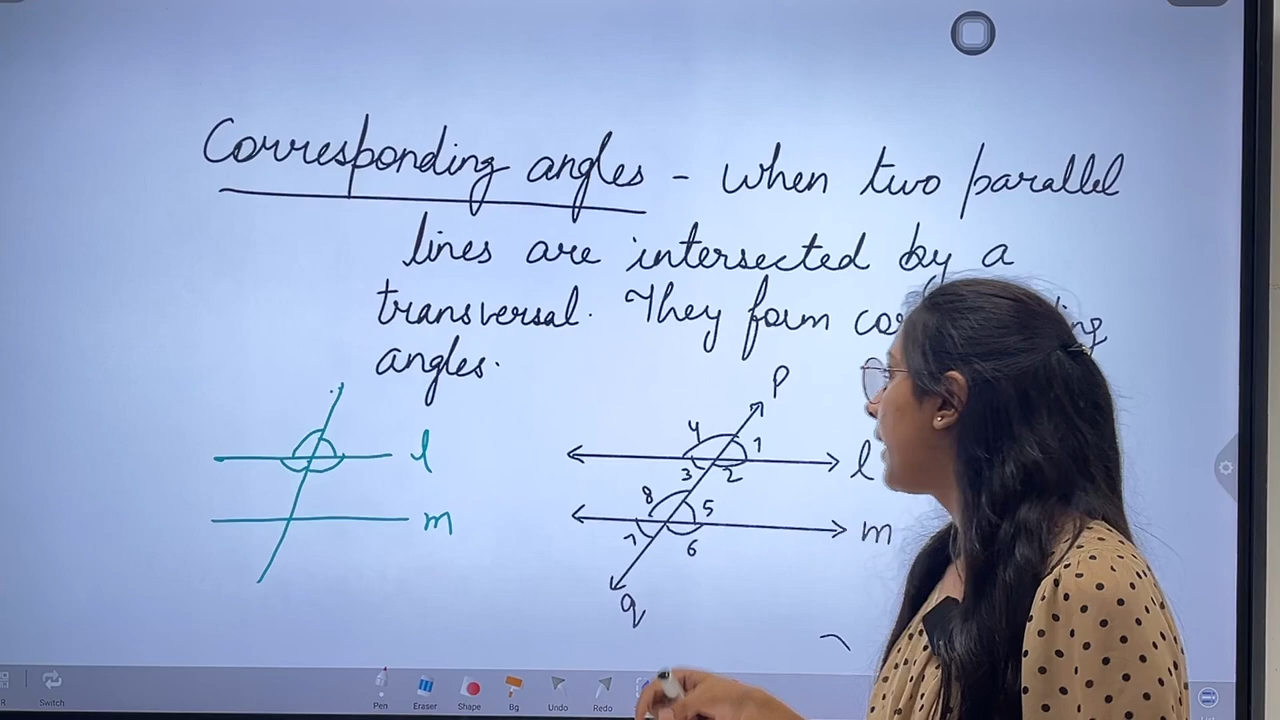 Corresponding angles - When two parallel
lines are intersected by a
transversal. They form
angles.
l
m
p
4
1
l
3
2
8
5
m
7
6
q
R
Switch
Pen
Eraser
Shape
Bg
Undo
Redo